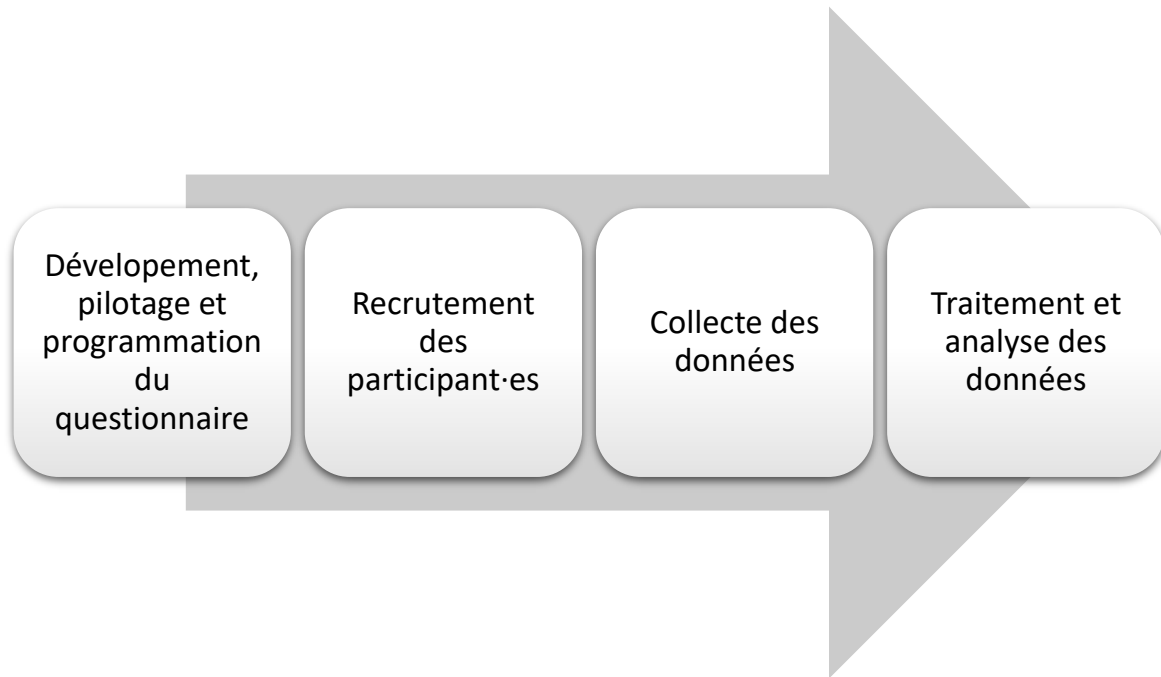 Dévelopement,
pilotage et
programmation
du
questionnaire
Recrutement
des
participant·es
Collecte des
données
Traitement et
analyse des
données